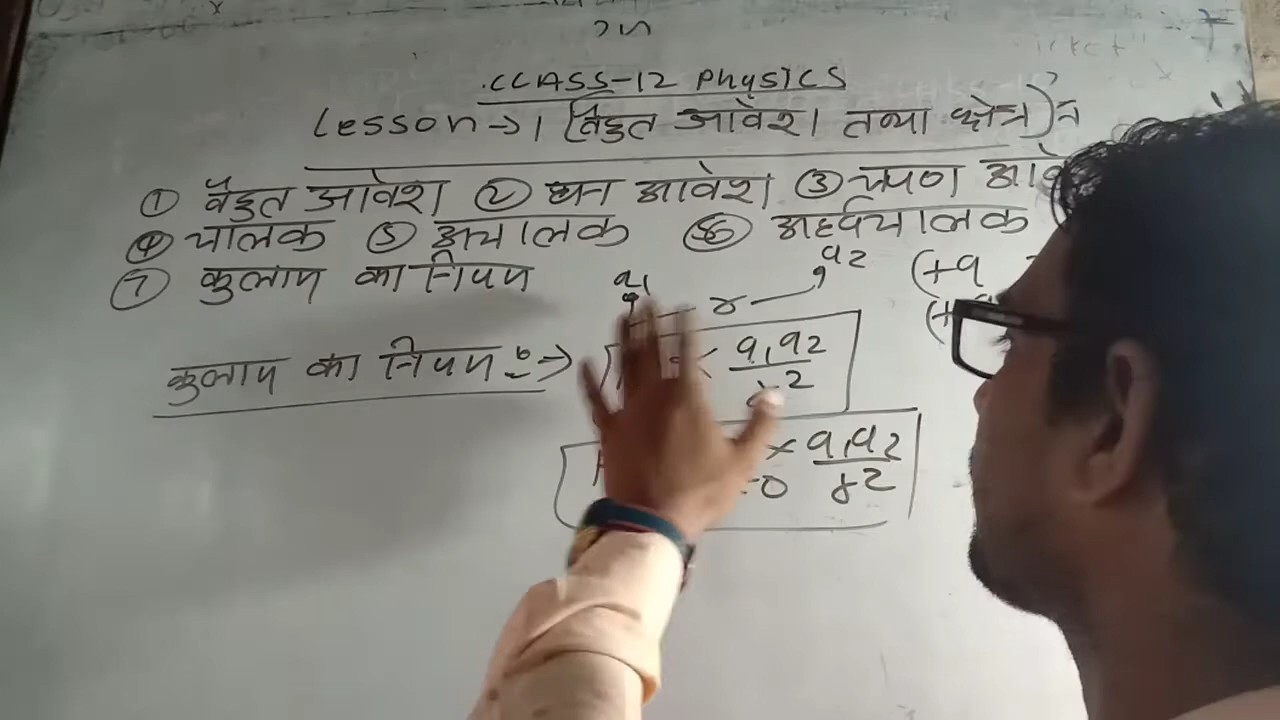 CLASS-12 PhysICS
Lesson → 1 (विद्युत आवेश तथा क्षेत्र)
① वैद्युत आवेश ② धन आवेश ③ ऋण आवे
④ चालक ⑤ अचालक ⑥ अर्द्धचालक
⑦ कुलाम का नियम
q1 r q2
(+q
कुलाम का नियम :→ q1q2
r2
× q1q2
r2